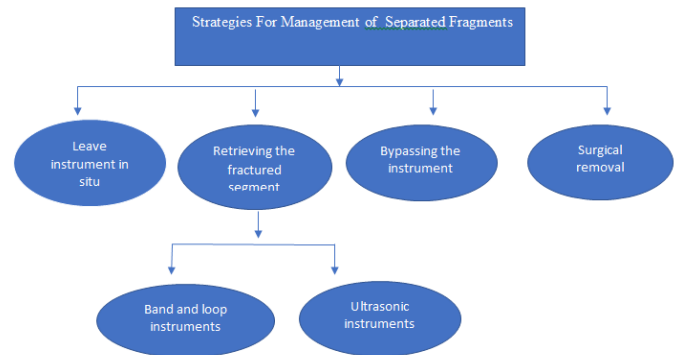 Strategies For Management of Separated Fragments
Leave
instrument in
situ
Retrieving the
fractured
segment
Bypassing the
instrument
Surgical
removal
Band and loop
instruments
Ultrasonic
instruments